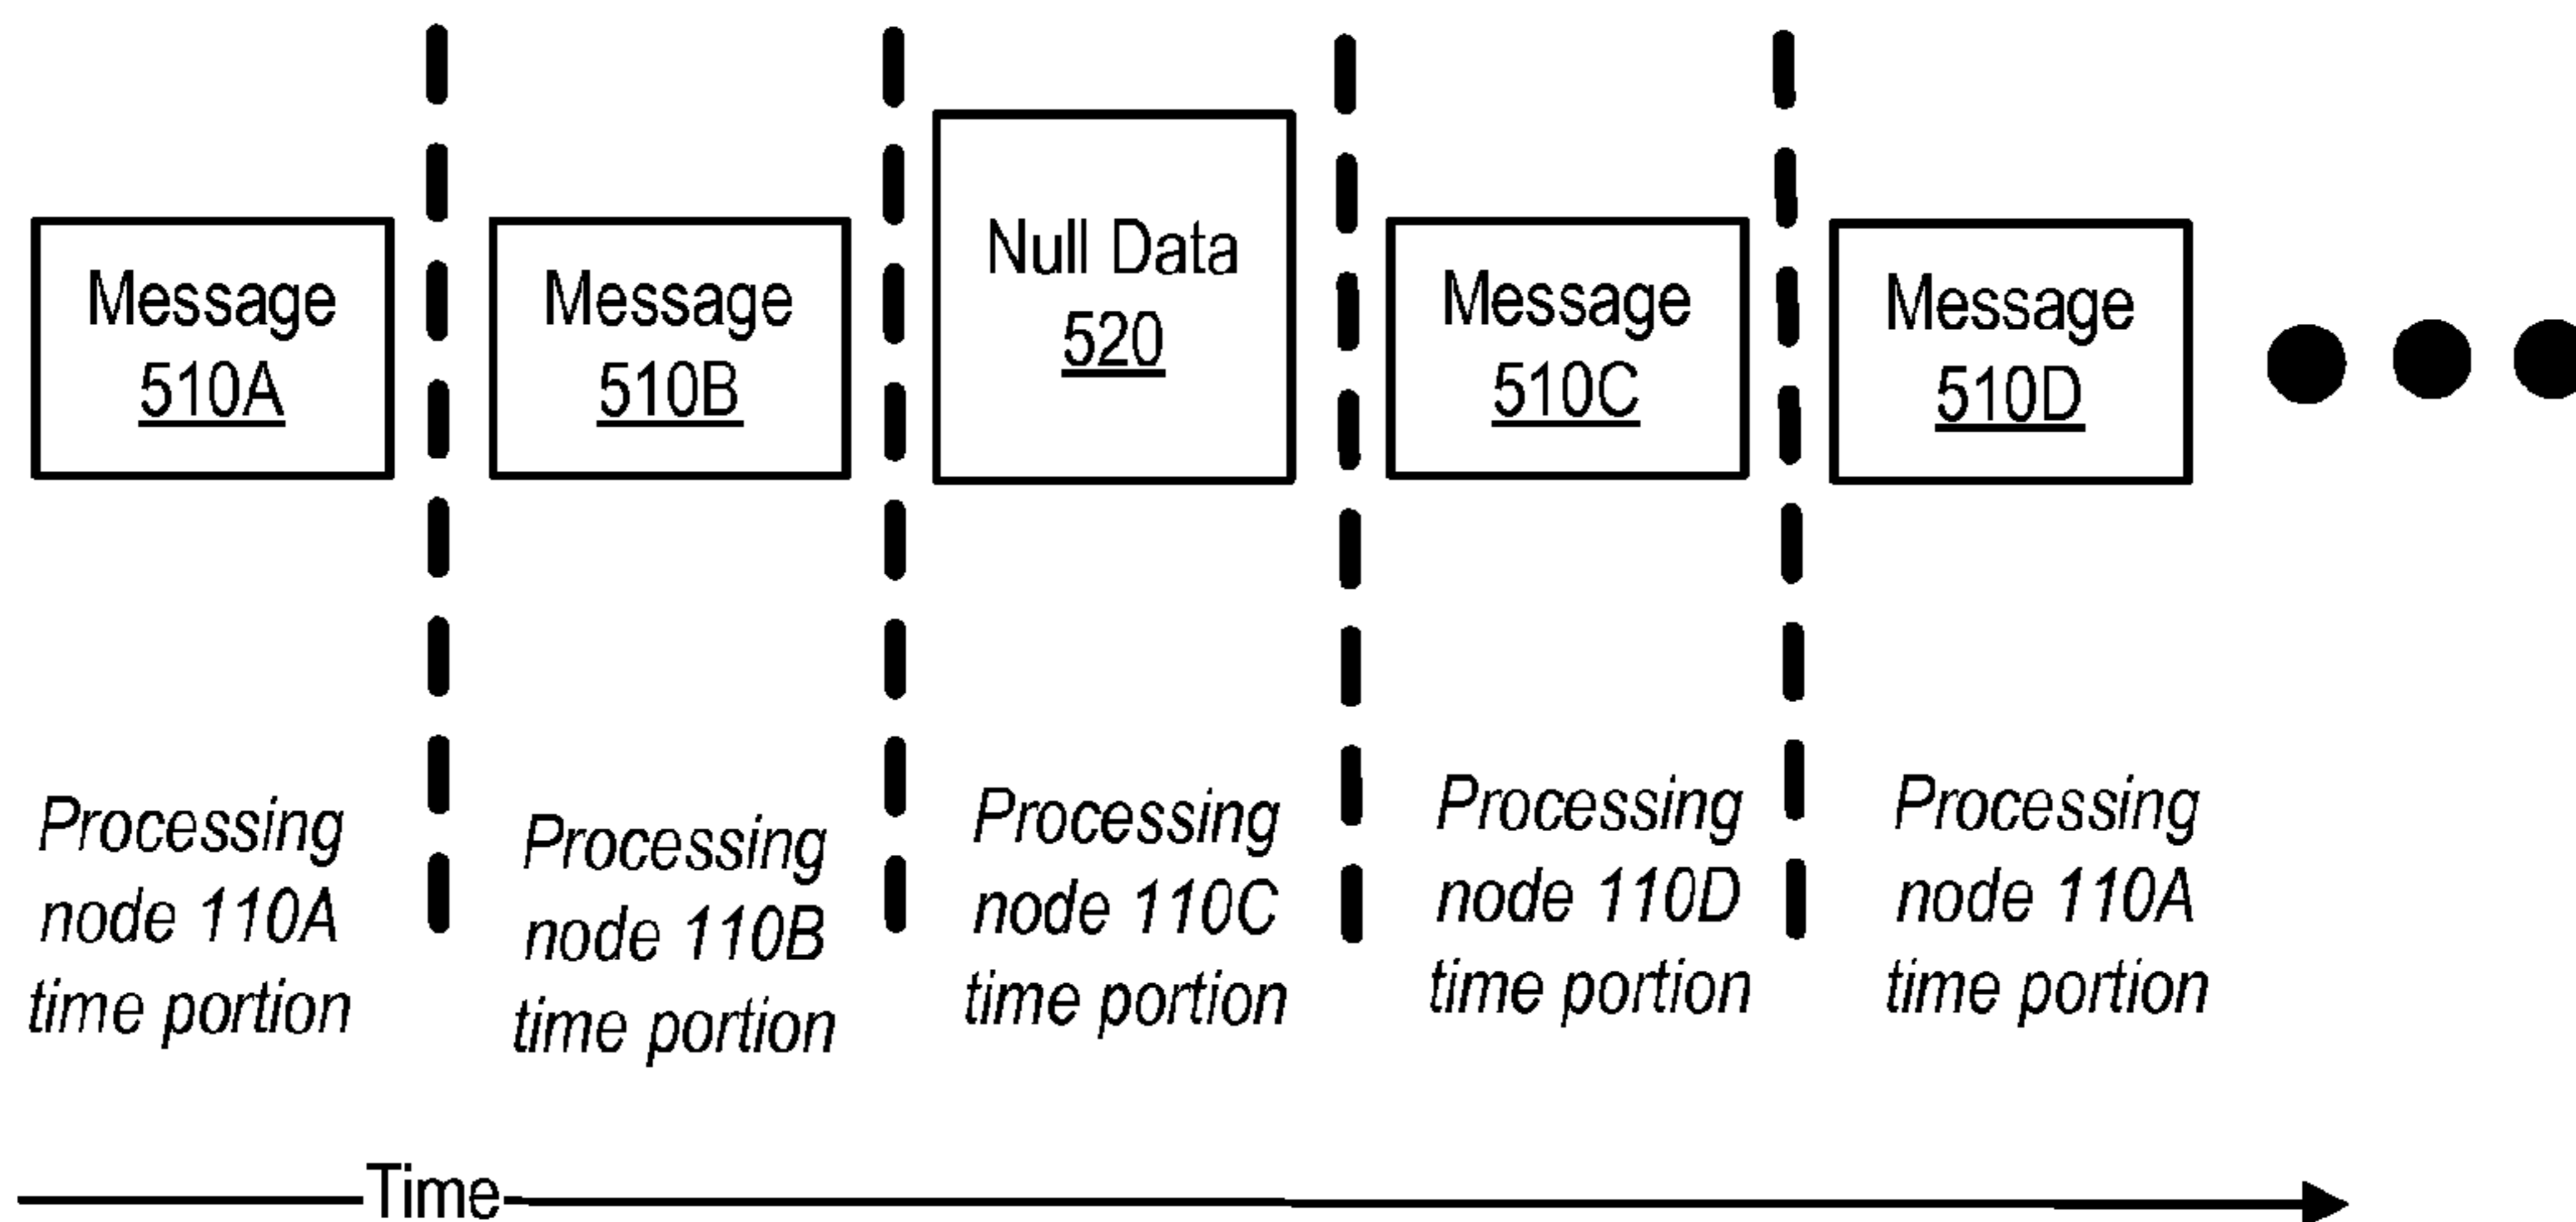 Message
510A
Message
510B
Null Data
520
Message
510C
Message
510D
Processing
node 110A
time portion
Processing
node 110B
time portion
Processing
node 110C
time portion
Processing
node 110D
time portion
Processing
node 110A
time portion
Time